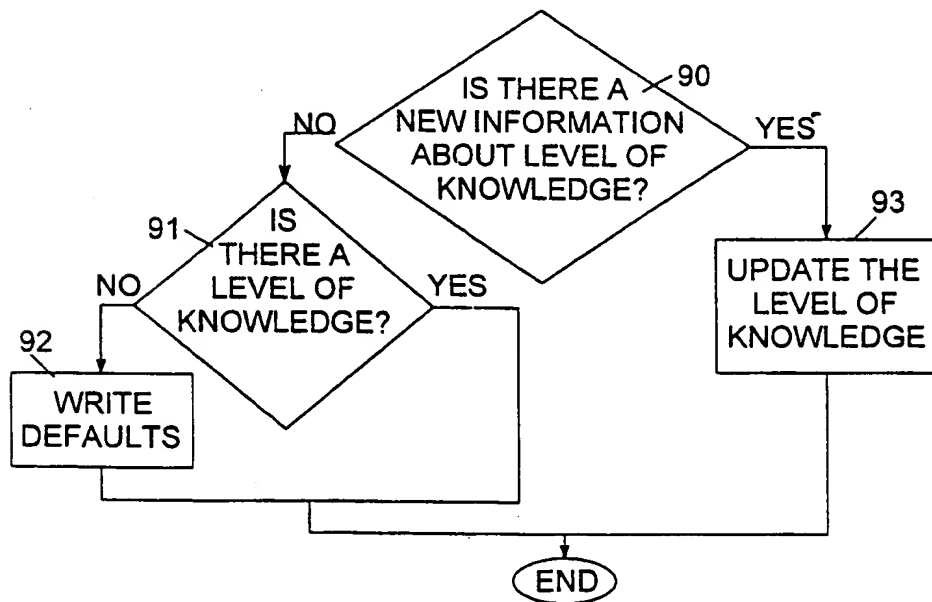 90
IS THERE A
NEW INFORMATION
ABOUT LEVEL OF
KNOWLEDGE?
NO
YES
91
IS
THERE A
LEVEL OF
KNOWLEDGE?
NO
YES
93
UPDATE THE
LEVEL OF
KNOWLEDGE
92
WRITE
DEFAULTS
END